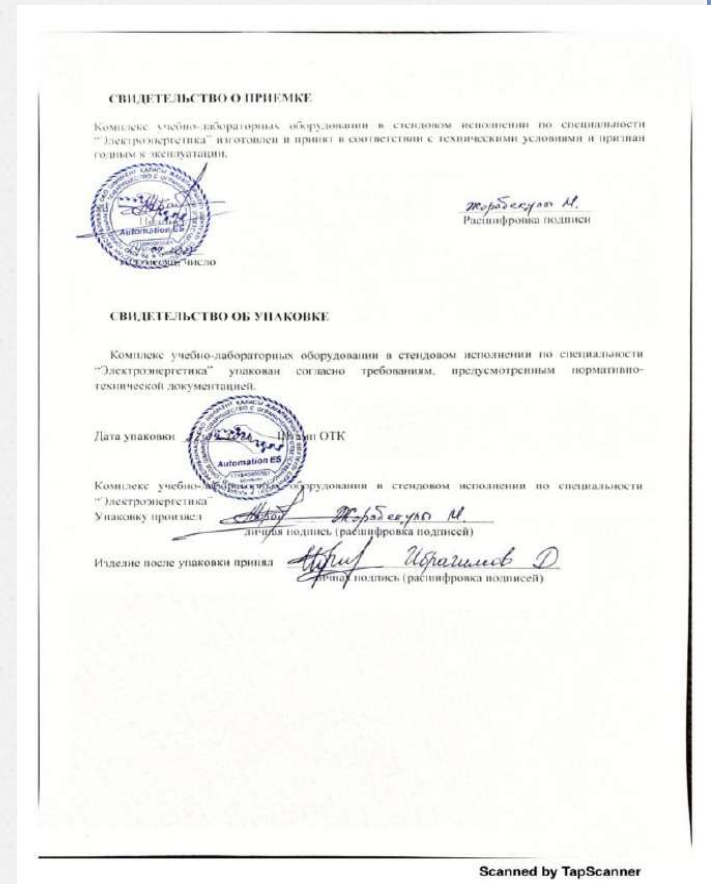 СВИДЕТЕЛЬСТВО О ПРИЕМКЕ
Комплекс учебно-лабораторных оборудовании в стендовом исполнении по специальности
“Электроэнергетика” изготовлен и принят в соответствии с техническими условиями и признан
годным к эксплуатации.
Automation ES
Жорабекулы М.
Расшифровка подписи
число
СВИДЕТЕЛЬСТВО ОБ УПАКОВКЕ
Комплекс учебно-лабораторных оборудовании в стендовом исполнении по специальности
“Электроэнергетика” упакован согласно требованиям, предусмотренным нормативно-
технической документацией.
Дата упаковки ОТК
Automation ES
Комплекс учебно-лабораторных оборудовании в стендовом исполнении по специальности
“Электроэнергетика”
Упаковку произвел Жорабекулы М.
личная подпись (расшифровка подписей)
Изделие после упаковки принял Ибрагимов Д
личная подпись (расшифровка подписей)
Scanned by TapScanner